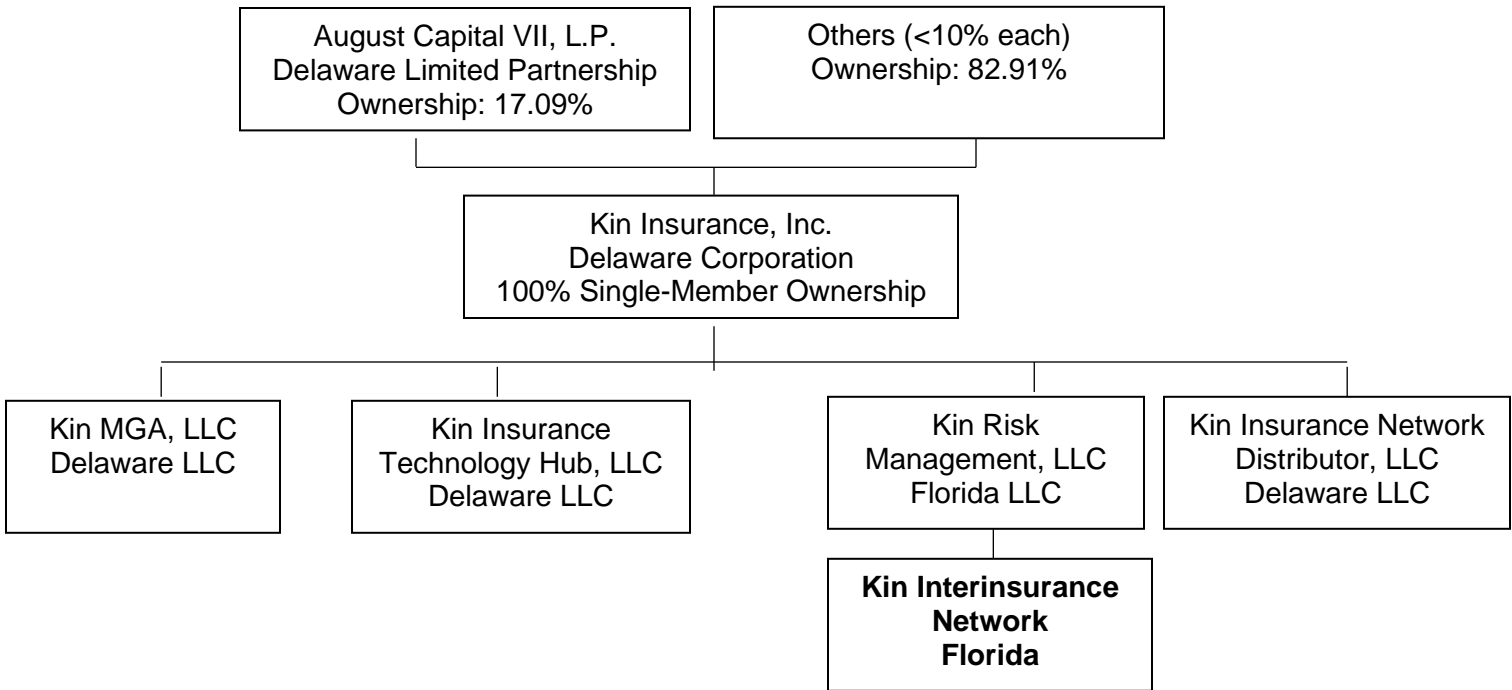 August Capital VII, L.P.
Delaware Limited Partnership
Ownership: 17.09%
Others (<10% each)
Ownership: 82.91%
Kin Insurance, Inc.
Delaware Corporation
100% Single-Member Ownership
Kin MGA, LLC
Delaware LLC
Kin Insurance
Technology Hub, LLC
Delaware LLC
Kin Risk
Management, LLC
Florida LLC
Kin Insurance Network
Distributor, LLC
Delaware LLC
Kin Interinsurance
Network
Florida